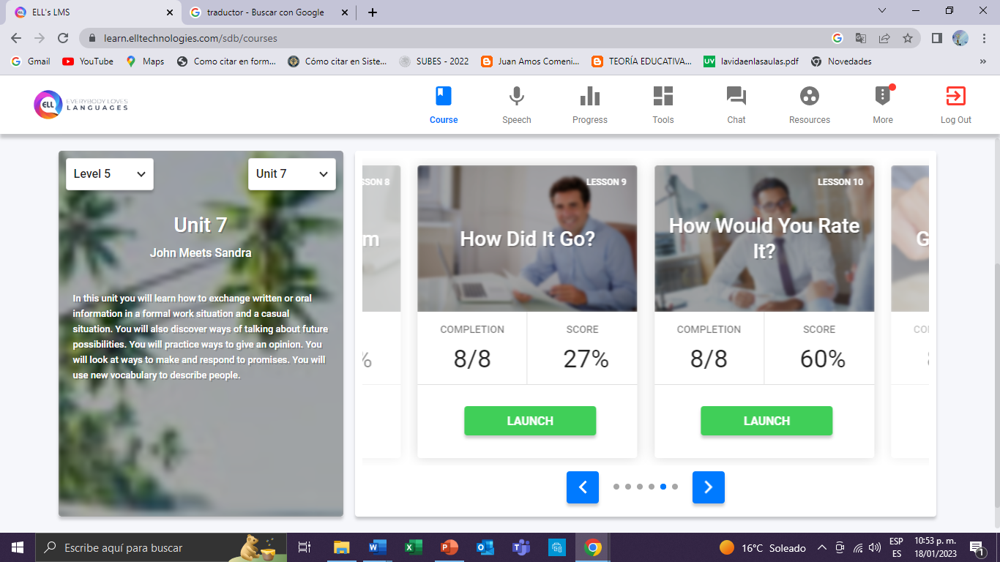 ELL's LMS
traductor - Buscar con Google
learn.elltechnologies.com/sdb/courses
Gmail
YouTube
Maps
Como citar en form...
Cómo citar en Siste...
SUBES - 2022
Juan Amos Comeni...
TEORÍA EDUCATIVA...
UV
lavidaenlasaulas.pdf
Novedades
»
ELL
EVERYBODY LOVES
LANGUAGES
Course
Speech
Progress
Tools
Chat
Resources
More
Log Out
Level 5
Unit 7
Unit 7
John Meets Sandra
In this unit you will learn how to exchange written or oral
information in a formal work situation and a casual
situation. You will also discover ways of talking about future
possibilities. You will practice ways to give an opinion. You
will look at ways to make and respond to promises. You will
use new vocabulary to describe people.
SSON 8
m
%
LESSON 9
How Did It Go?
COMPLETION
SCORE
8/8
27%
LAUNCH
LESSON 10
How Would You Rate
It?
COMPLETION
SCORE
8/8
60%
LAUNCH
G
CO
Escribe aquí para buscar
16°C Soleado
ESP
ES
10:53 p. m.
18/01/2023
1